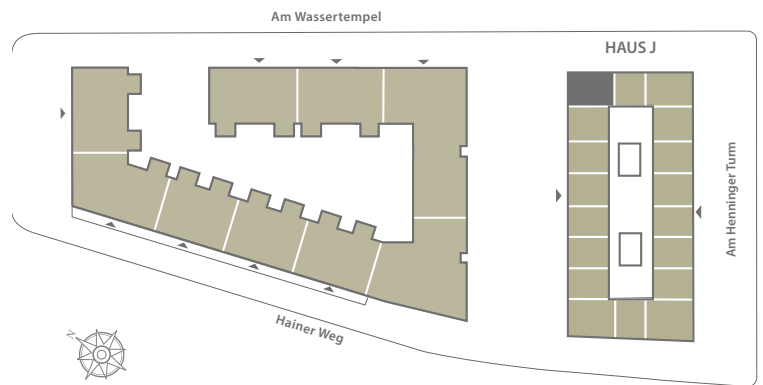 Am Wassertempel
HAUS J
Am Henninger Turm
Hainer Weg
N